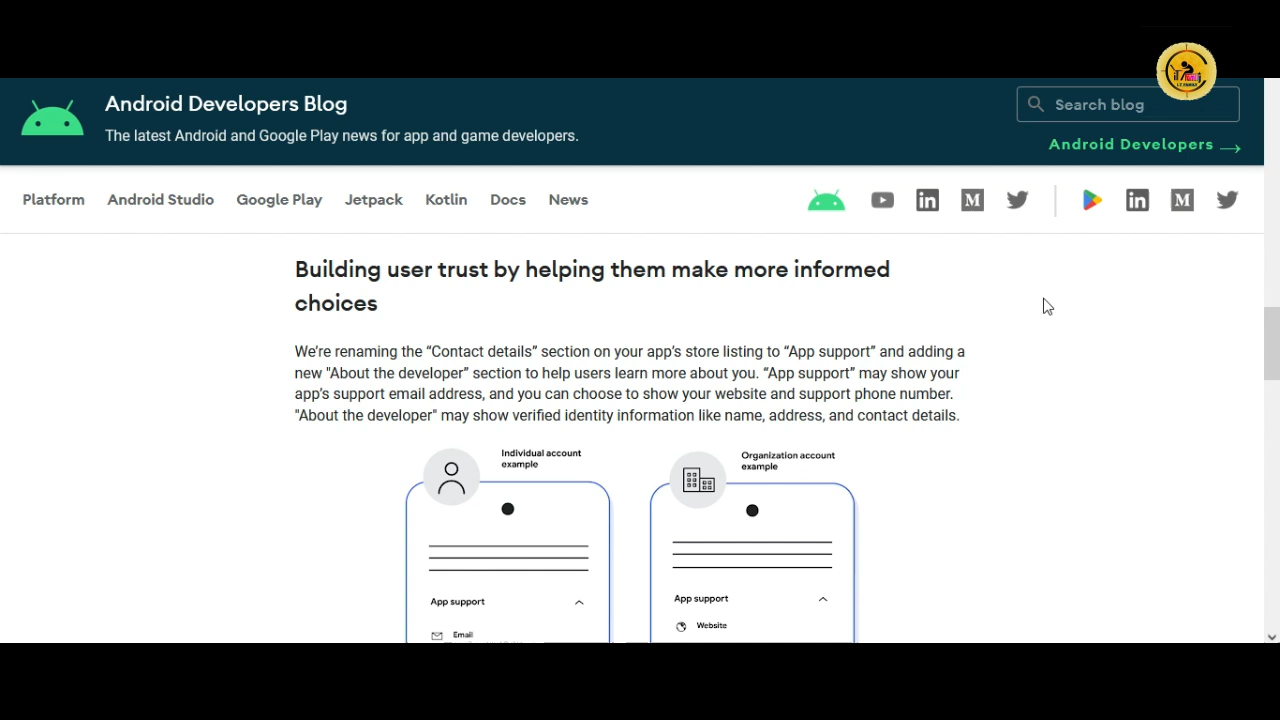 Android Developers Blog
The latest Android and Google Play news for app and game developers.
Search blog
Android Developers
Platform Android Studio Google Play Jetpack Kotlin Docs News
Building user trust by helping them make more informed
choices
We’re renaming the “Contact details” section on your app’s store listing to “App support” and adding a
new "About the developer” section to help users learn more about you. “App support” may show your
app’s support email address, and you can choose to show your website and support phone number.
"About the developer" may show verified identity information like name, address, and contact details.
Individual account
example
Organization account
example
App support
Email
App support
Website